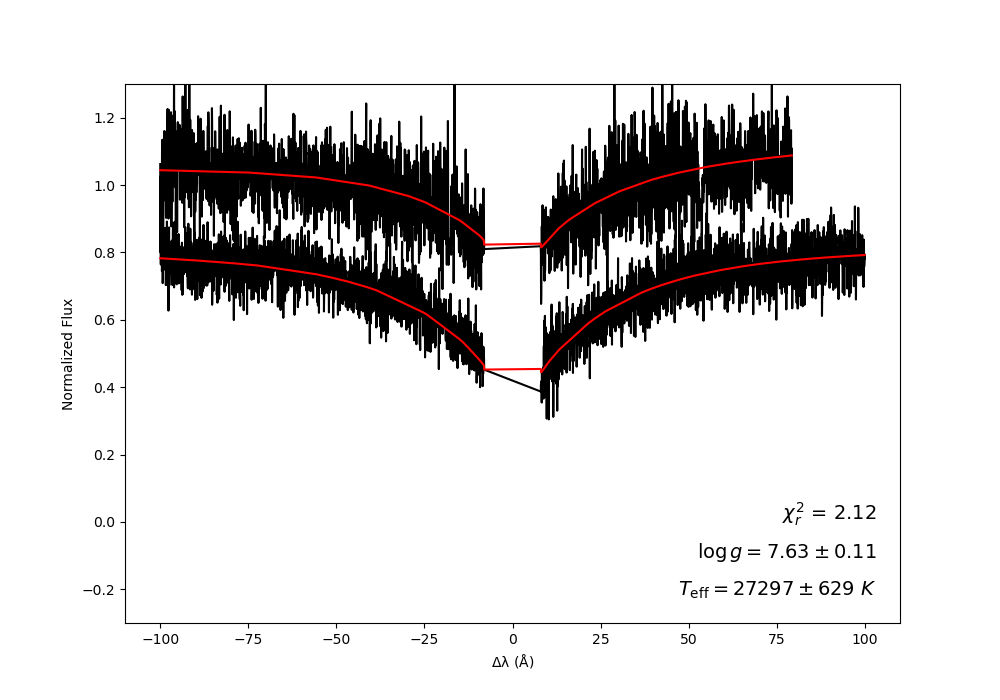 1.2
1.0
0.8
0.6
0.4
0.2
0.0
−0.2
Normalized Flux
χ²ᵣ = 2.12
log g = 7.63 ± 0.11
T_eff = 27297 ± 629 K
−100 −75 −50 −25 0 25 50 75 100
Δλ (Å)